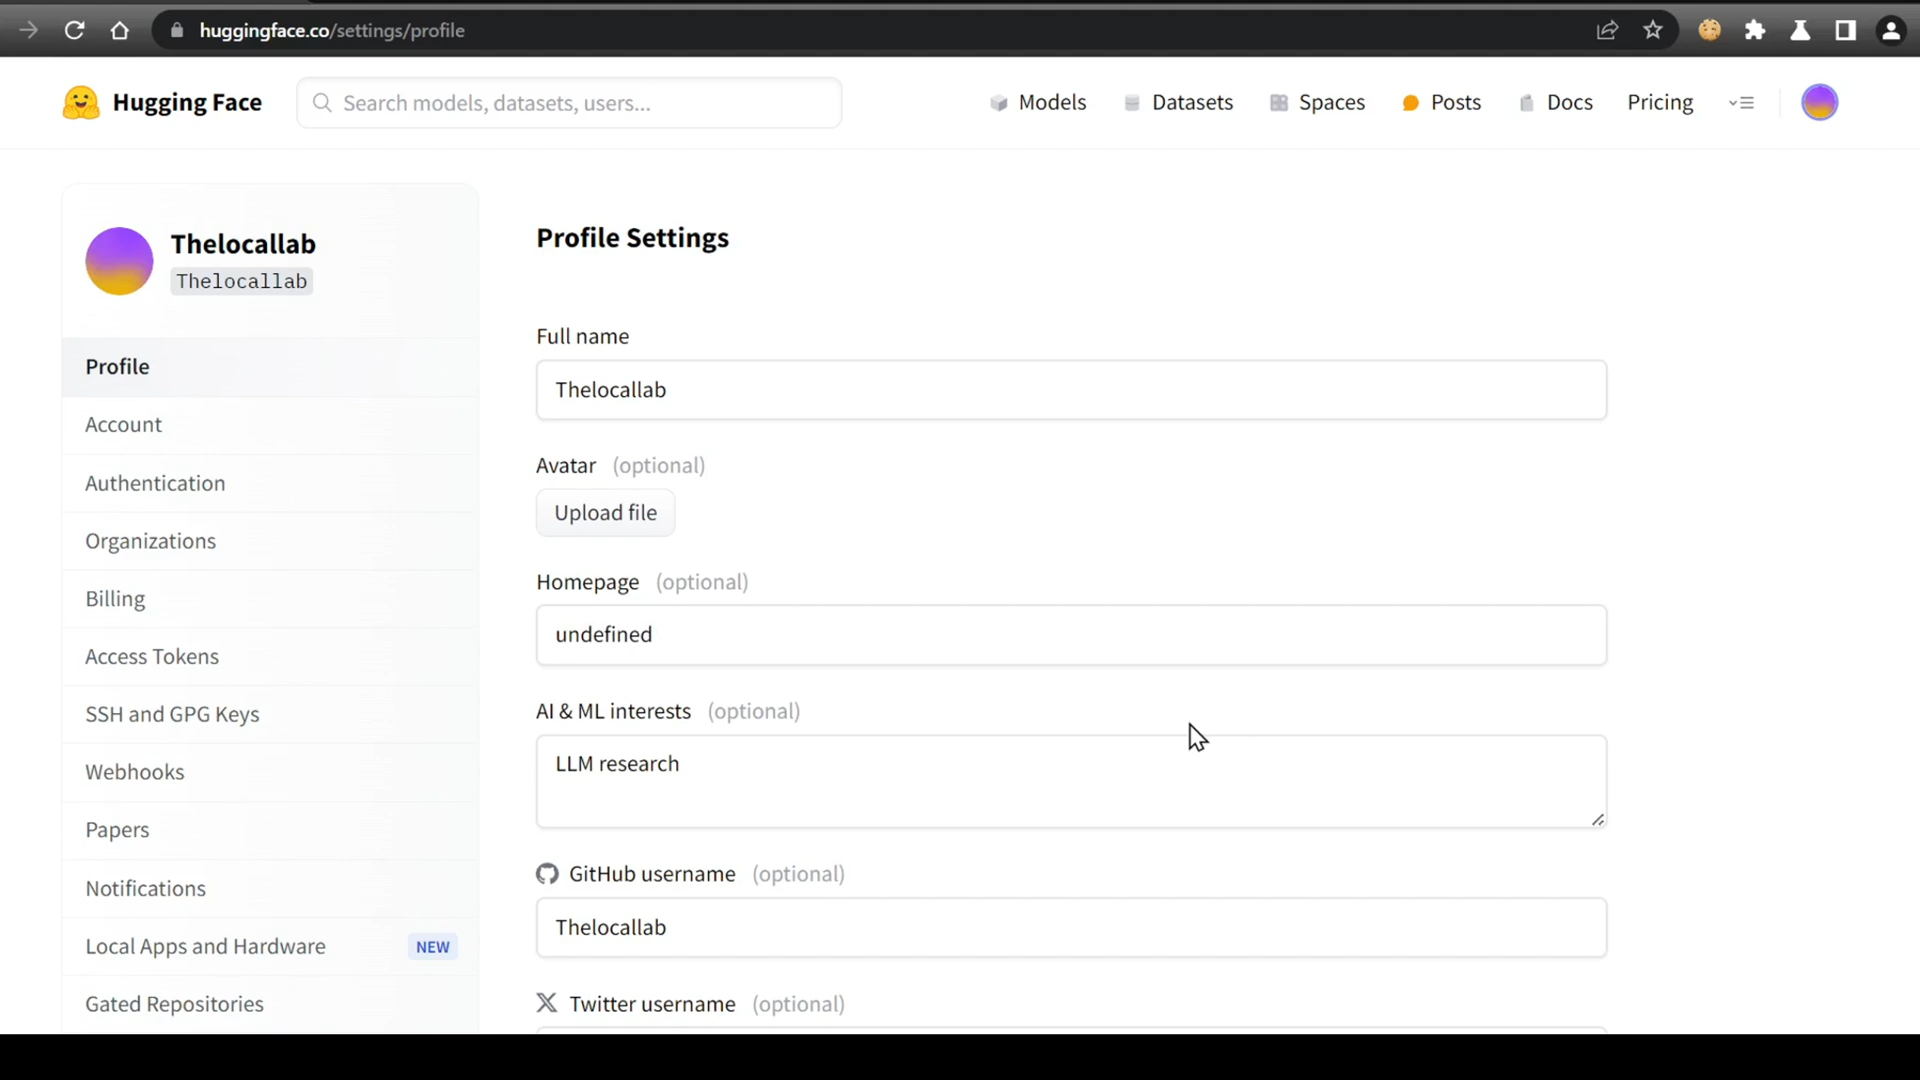 huggingface.co/settings/profile
Hugging Face
Search models, datasets, users...
Models
Datasets
Spaces
Posts
Docs
Pricing
Thelocallab
Thelocallab
Profile
Account
Authentication
Organizations
Billing
Access Tokens
SSH and GPG Keys
Webhooks
Papers
Notifications
Local Apps and Hardware NEW
Gated Repositories
Profile Settings
Full name
Thelocallab
Avatar (optional)
Upload file
Homepage (optional)
undefined
AI & ML interests (optional)
LLM research
GitHub username (optional)
Thelocallab
Twitter username (optional)